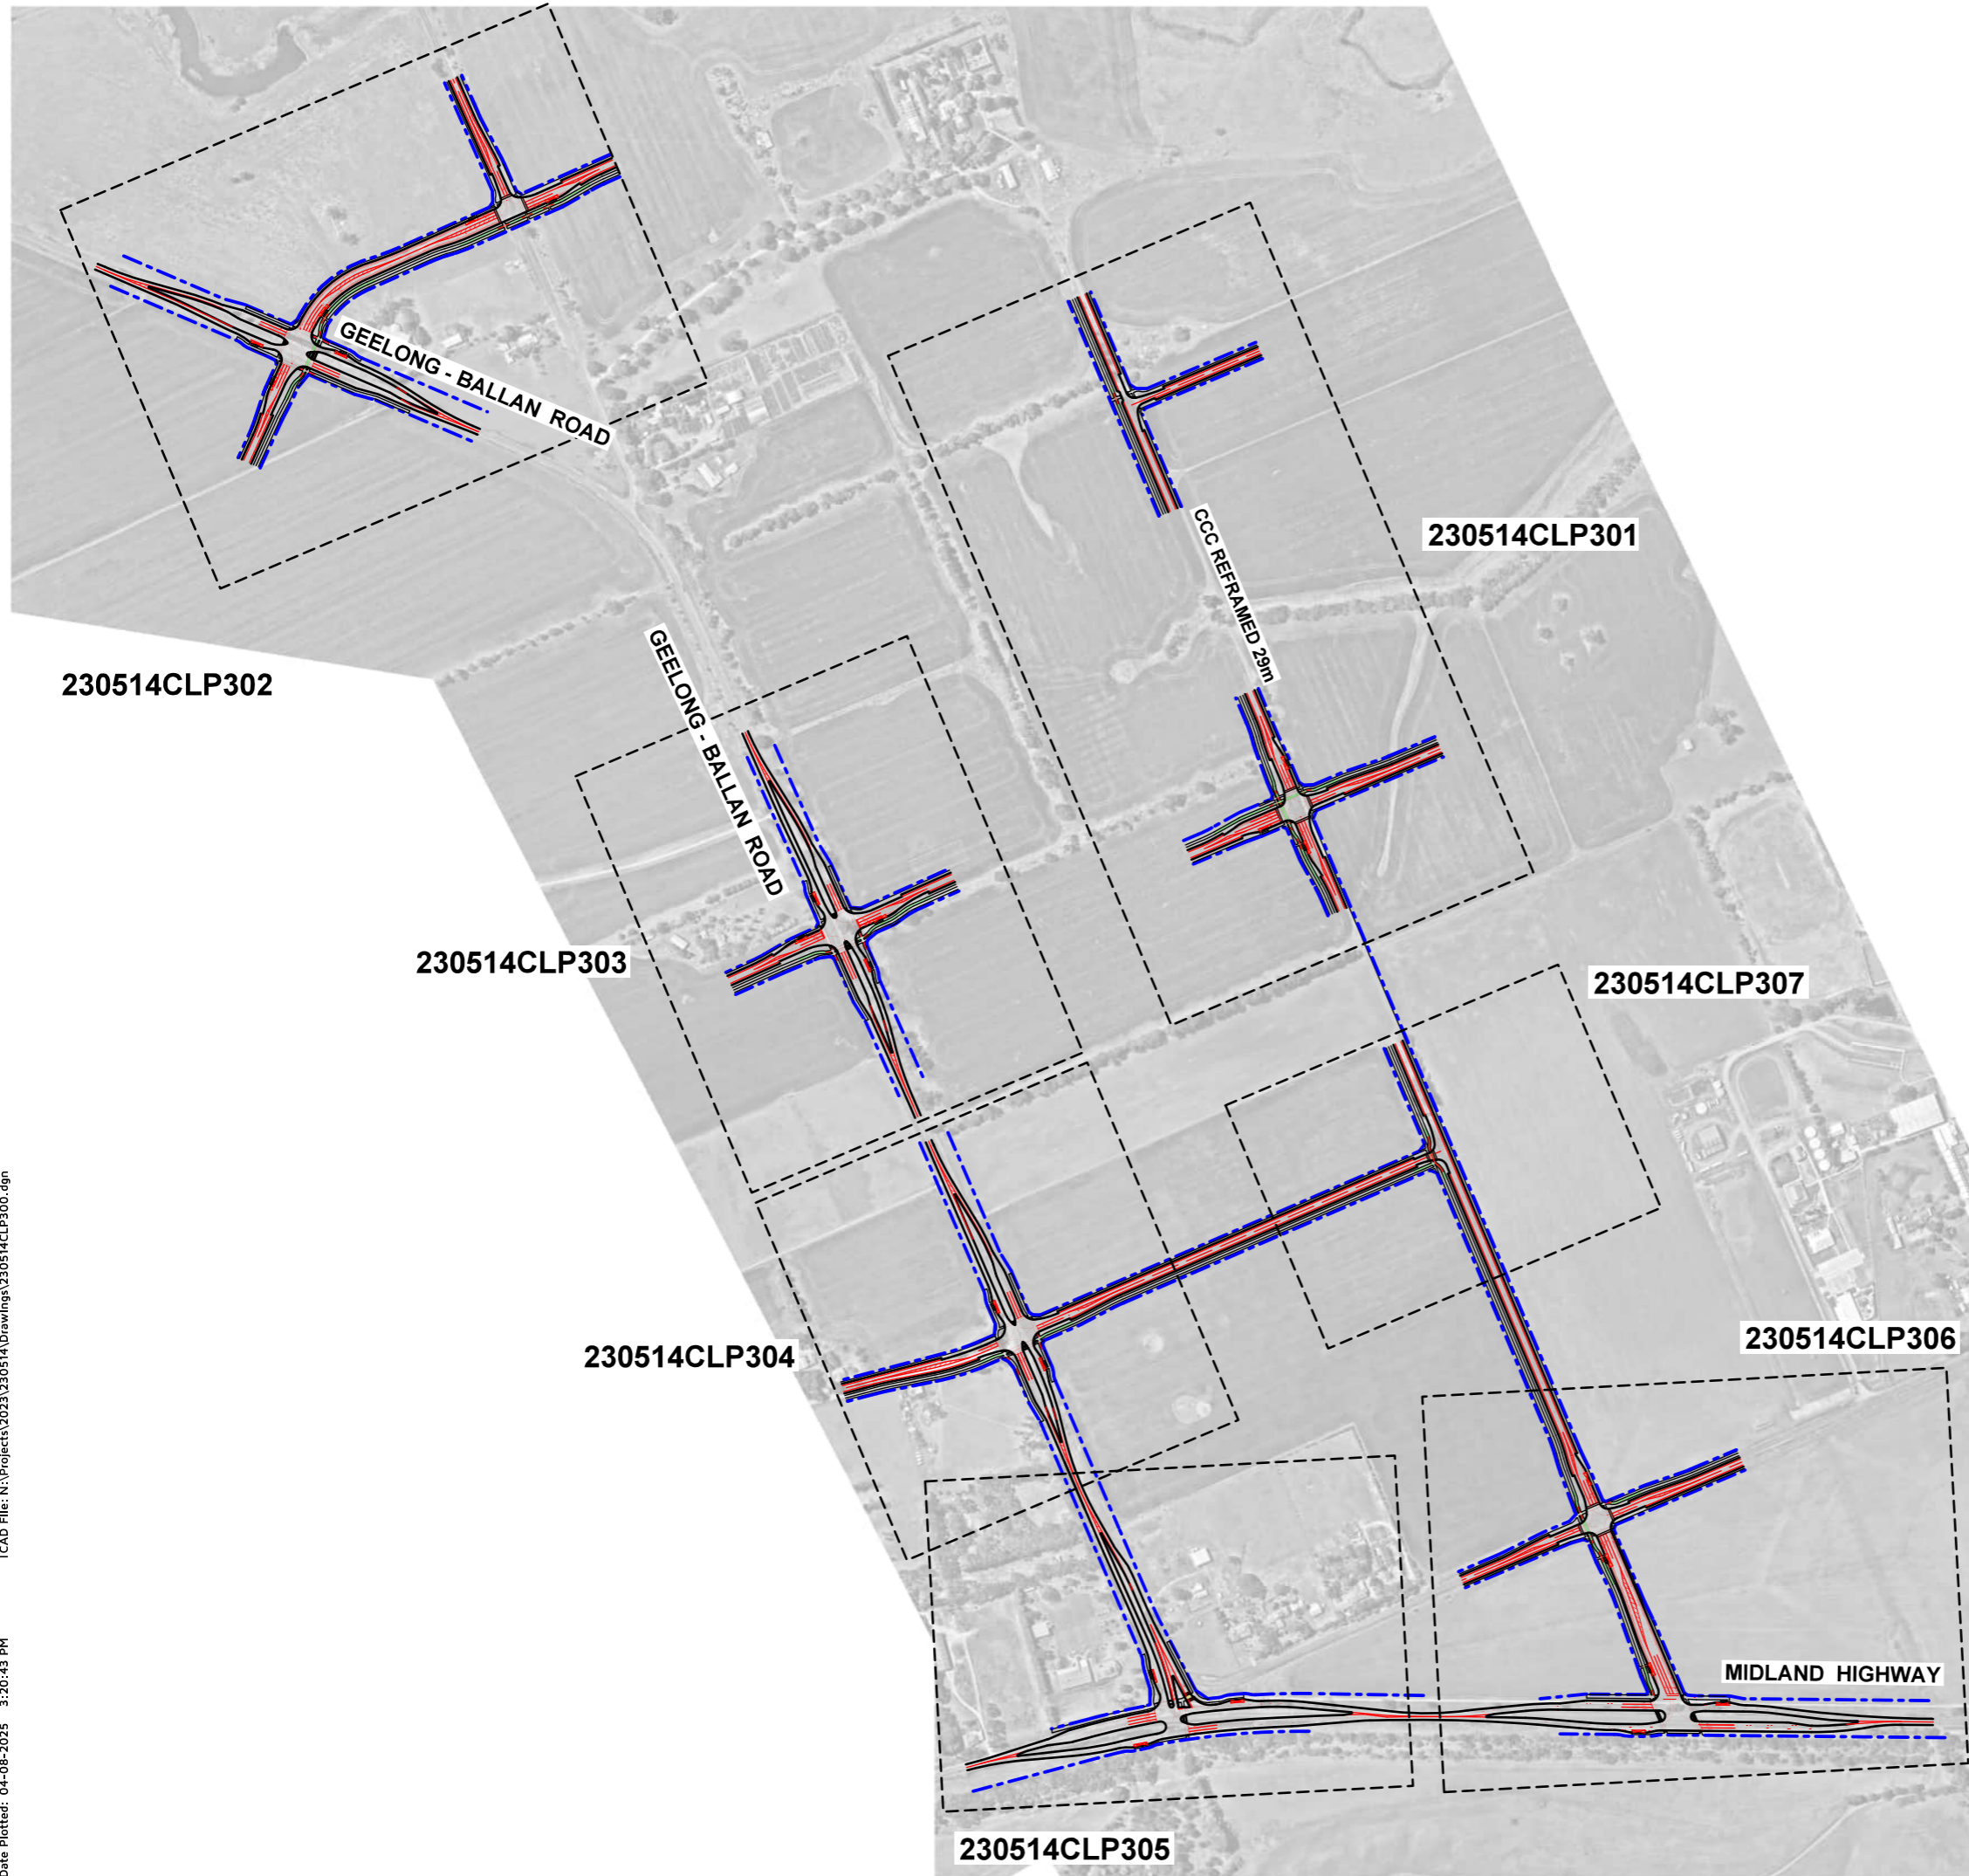 GEELONG - BALLAN ROAD
230514CLP301
CCC REFRAMED 29m
230514CLP302
GEELONG - BALLAN ROAD
230514CLP303
230514CLP307
230514CLP306
230514CLP304
MIDLAND HIGHWAY
230514CLP305
Date Plotted: 04-08-2025 3:20:43 PM
CAD File: N:\Projects\2023\230514\Drawings\230514CLP300.dgn